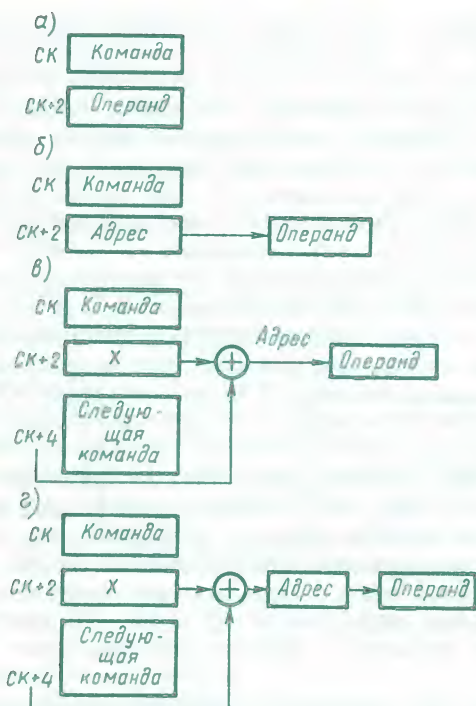 а)
СК Команда
СК+2 Операнд
б)
СК Команда
СК+2 Адрес Операнд
в)
СК Команда
Адрес
СК+2 X + Операнд
Следую-
щая
СК+4 команда
г)
СК Команда
СК+2 X + Адрес Операнд
Следую-
щая
СК+4 команда